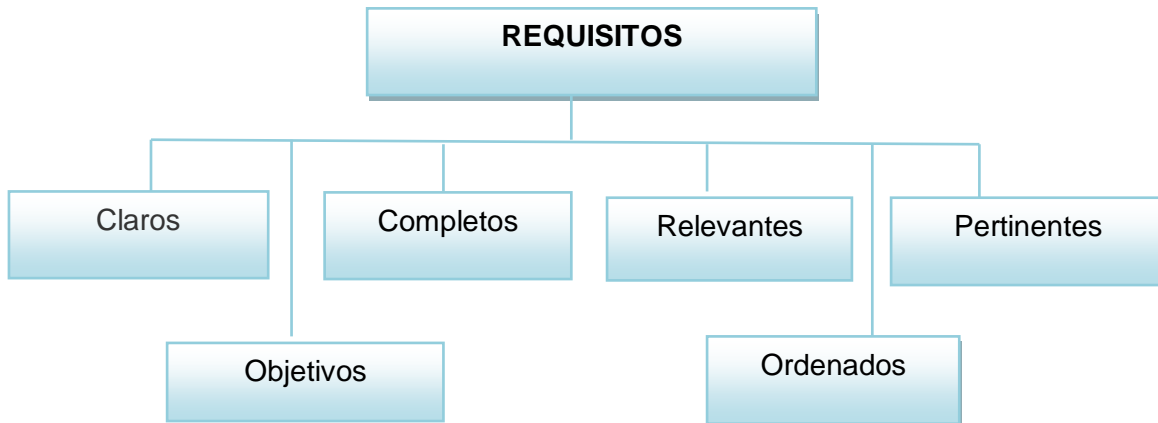 REQUISITOS
Claros
Completos
Relevantes
Pertinentes
Objetivos
Ordenados